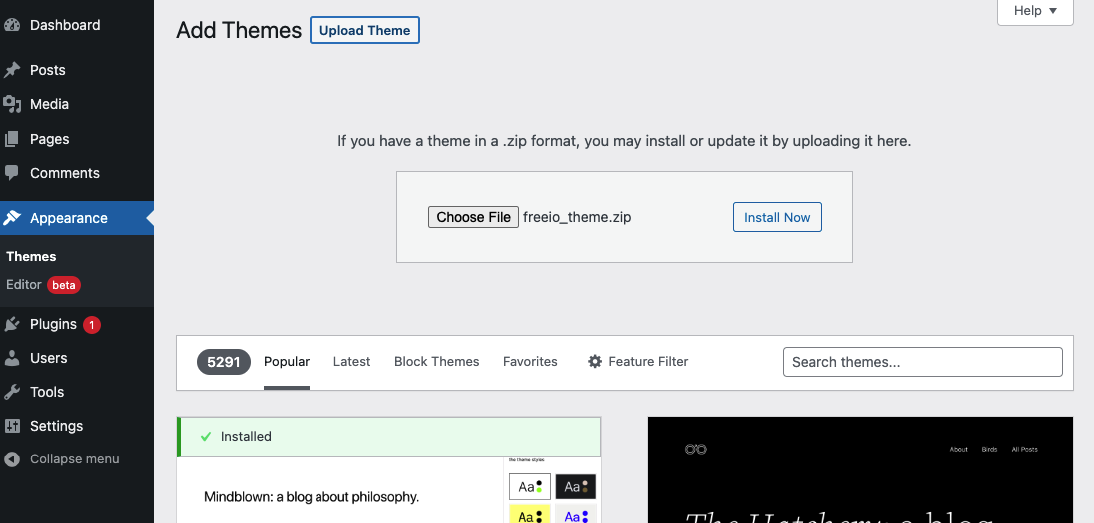 Dashboard
Posts
Media
Pages
Comments
Appearance
Themes
Editor beta
Plugins 1
Users
Tools
Settings
Collapse menu
Help
Add Themes Upload Theme
If you have a theme in a .zip format, you may install or update it by uploading it here.
Choose File freeio_theme.zip Install Now
5291 Popular Latest Block Themes Favorites Feature Filter Search themes...
Installed
the theme styles
Mindblown: a blog about philosophy.
Aa Aa
Aa Aa
About Birds All Posts
The Hatchery: a blog